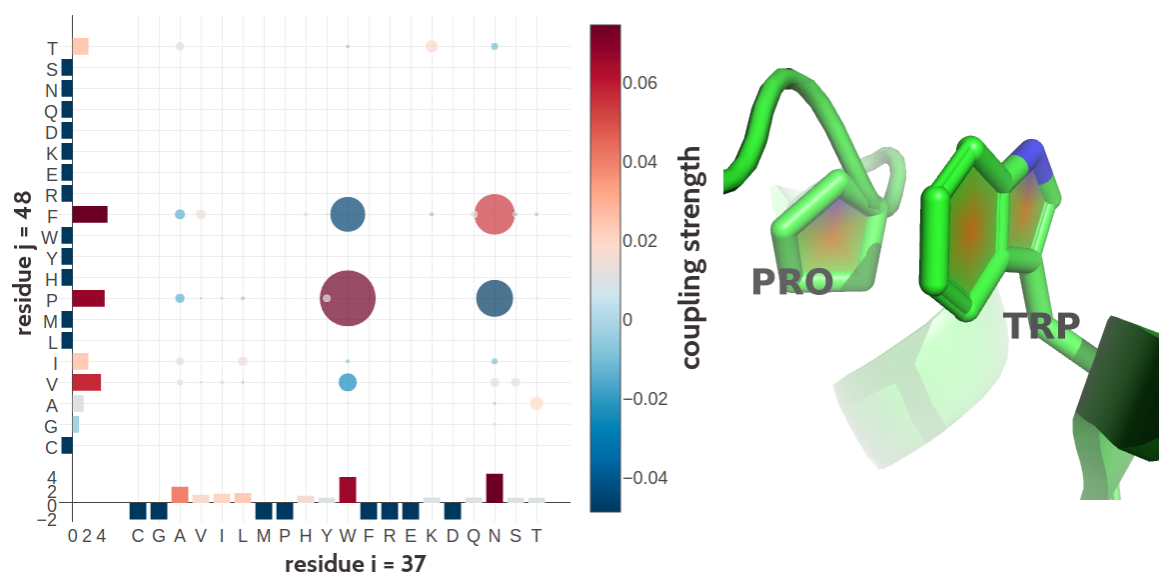 T
S
N
Q
D
K
E
R
F
W
Y
H
P
M
L
I
V
A
G
C
residue j = 48
4
2
0
−2
0 2 4 C G A V I L M P H Y W F R E K D Q N S T
residue i = 37
0.06
0.04
0.02
0
−0.02
−0.04
coupling strength
PRO
TRP